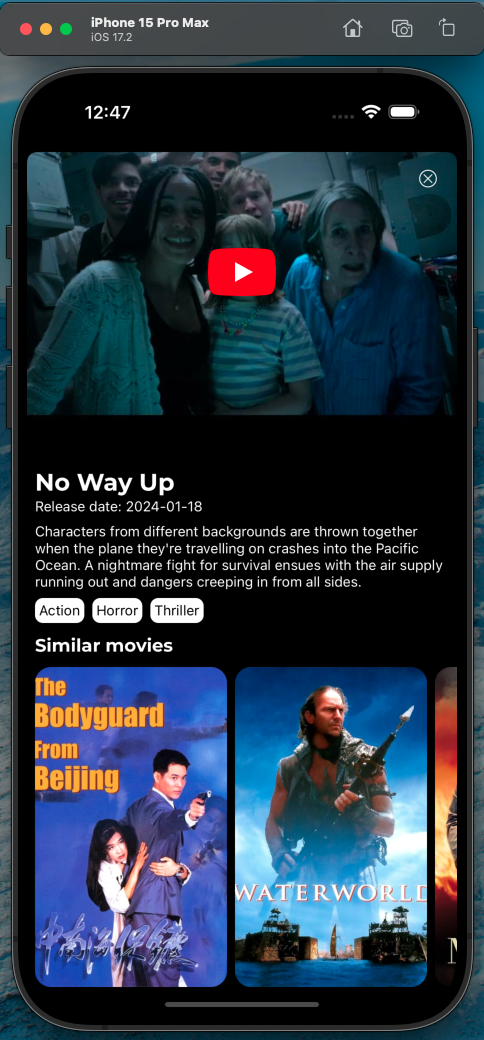 iPhone 15 Pro Max
iOS 17.2
12:47
No Way Up
Release date: 2024-01-18
Characters from different backgrounds are thrown together
when the plane they're travelling on crashes into the Pacific
Ocean. A nightmare fight for survival ensues with the air supply
running out and dangers creeping in from all sides.
Action Horror Thriller
Similar movies
The
Bodyguard
From
Beijing
中南海保鑣
WATERWORLD